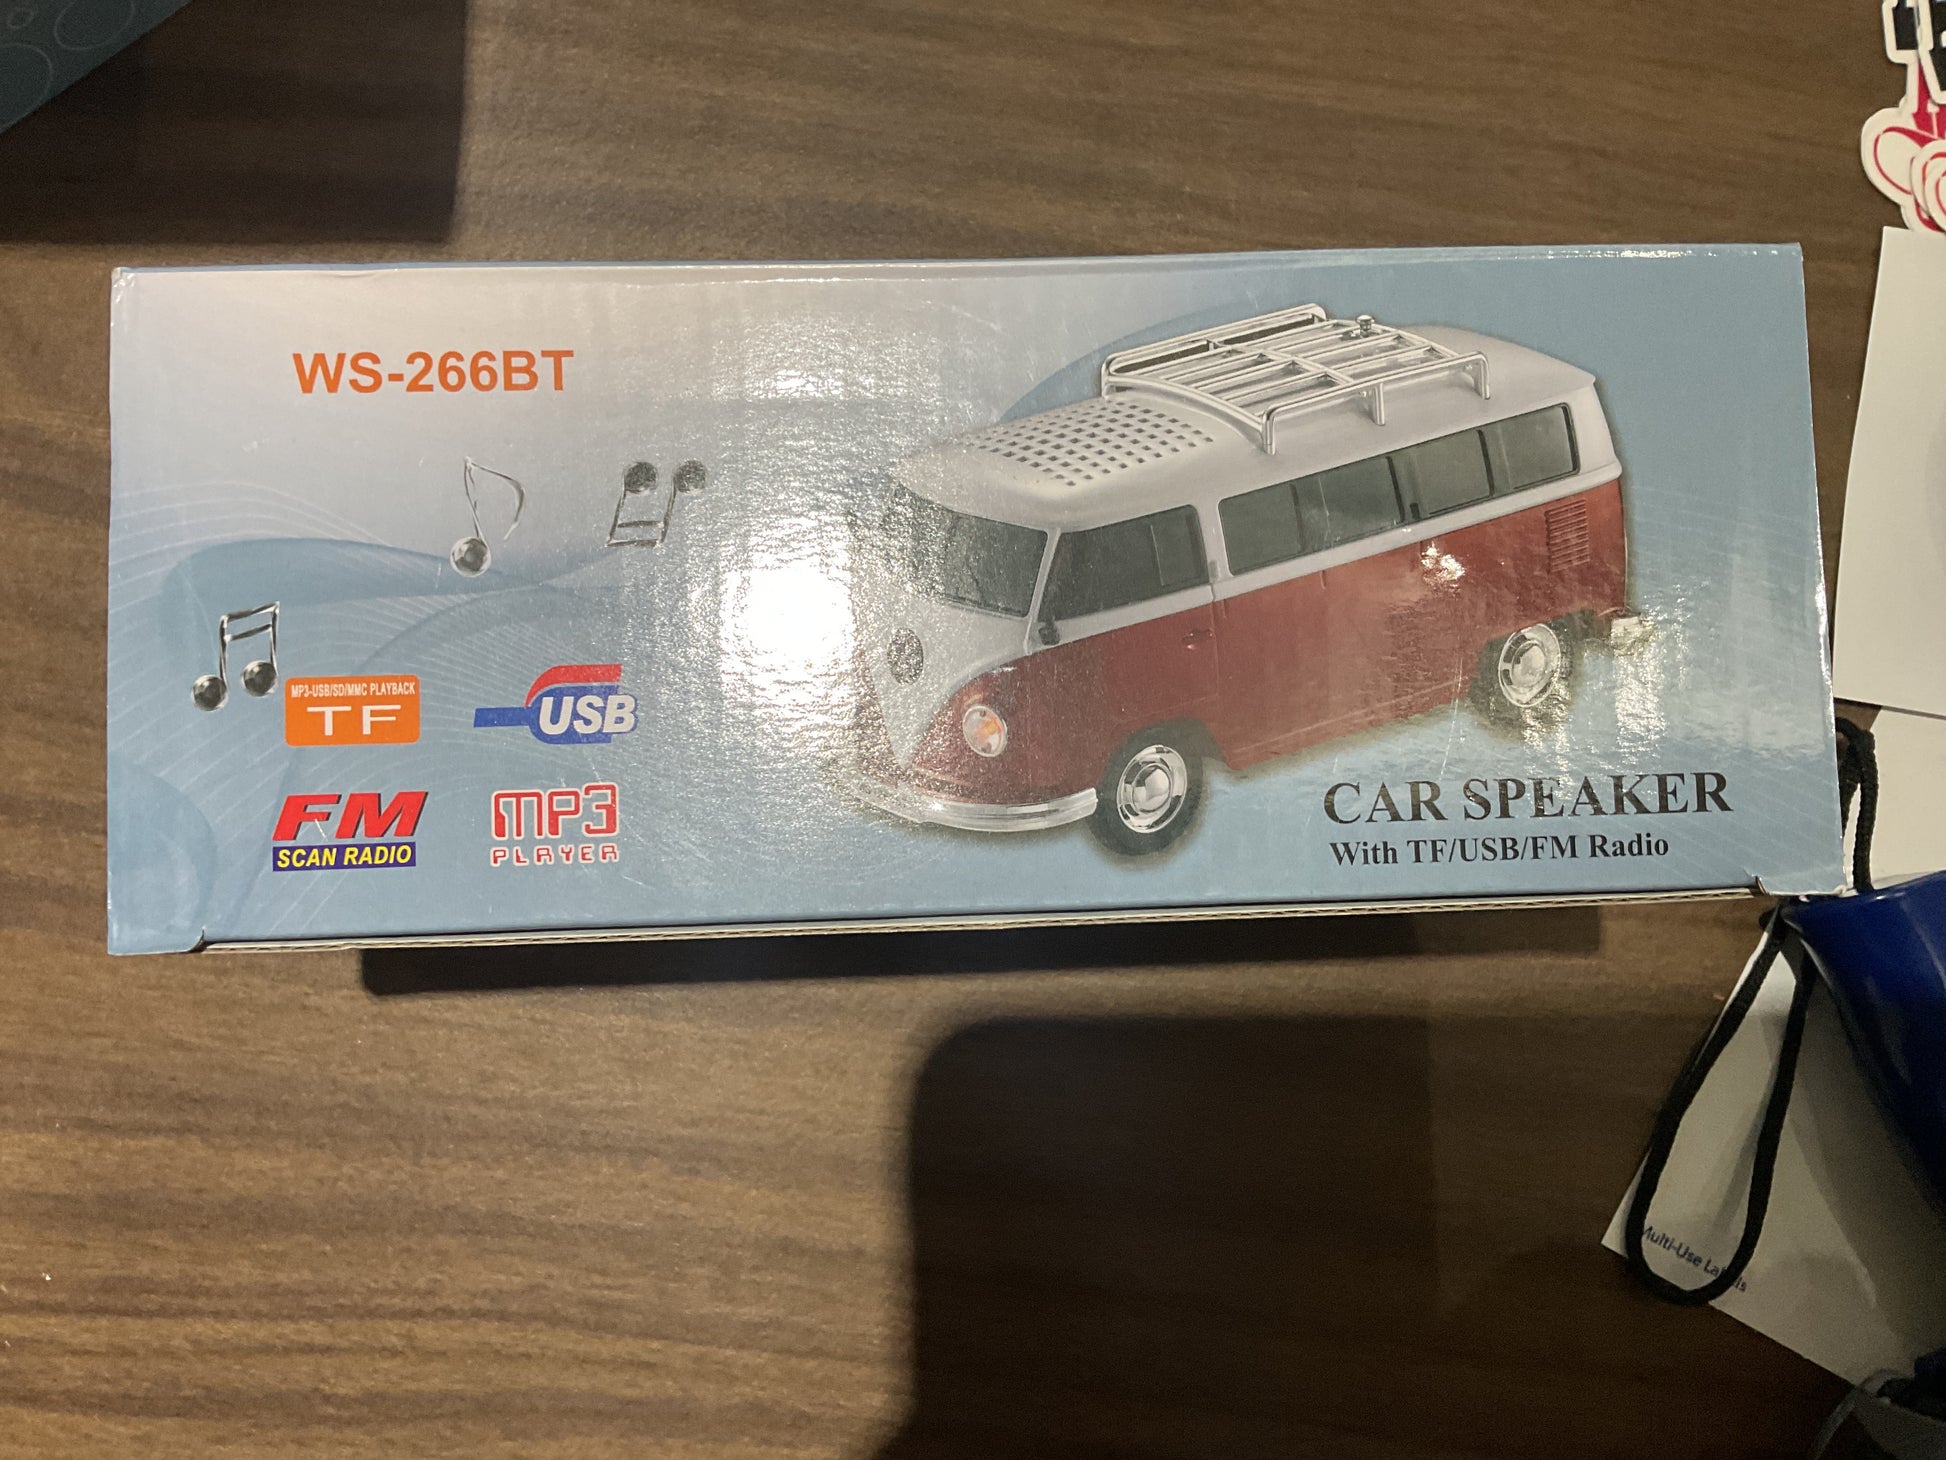 WS-266BT
MP3-USB/SD/MMC PLAYBACK
TF
USB
FM
SCAN RADIO
MP3
PLAYER
CAR SPEAKER
With TF/USB/FM Radio
Multi-Use Labels